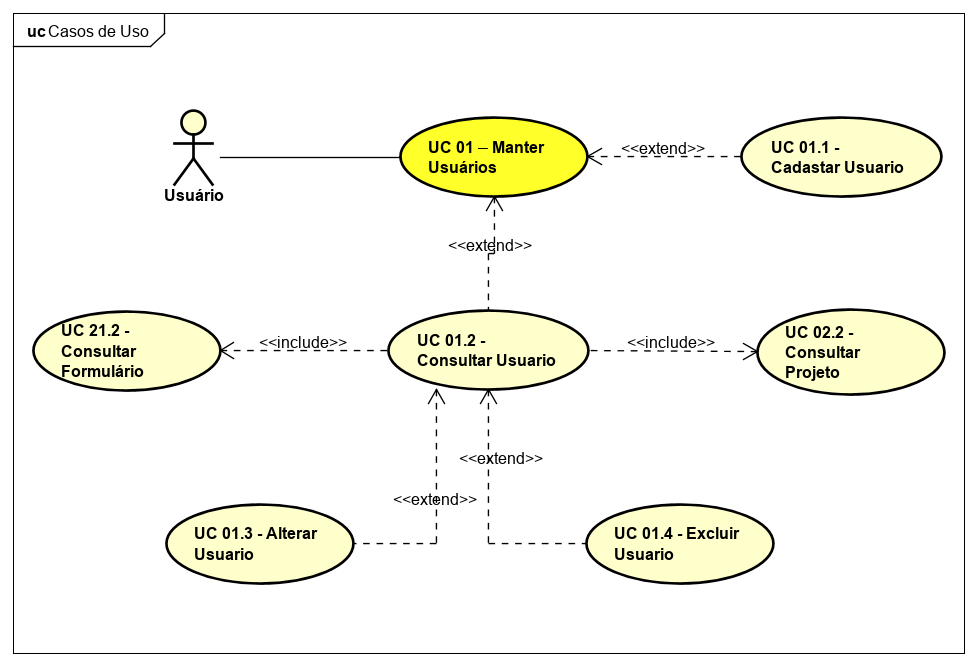 uc Casos de Uso
UC 01 – Manter
Usuários
<<extend>>
UC 01.1 -
Cadastar Usuario
Usuário
<<extend>>
UC 21.2 -
Consultar
Formulário
<<include>>
UC 01.2 -
Consultar Usuario
<<include>>
UC 02.2 -
Consultar
Projeto
<<extend>>
<<extend>>
UC 01.3 - Alterar
Usuario
UC 01.4 - Excluir
Usuario